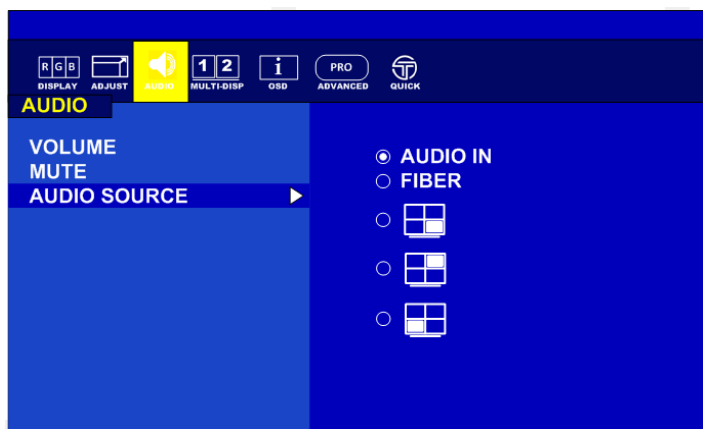 R G B
1 2
i
PRO
DISPLAY ADJUST AUDIO MULTI-DISP OSD ADVANCED QUICK
AUDIO
VOLUME
MUTE
AUDIO SOURCE
AUDIO IN
FIBER